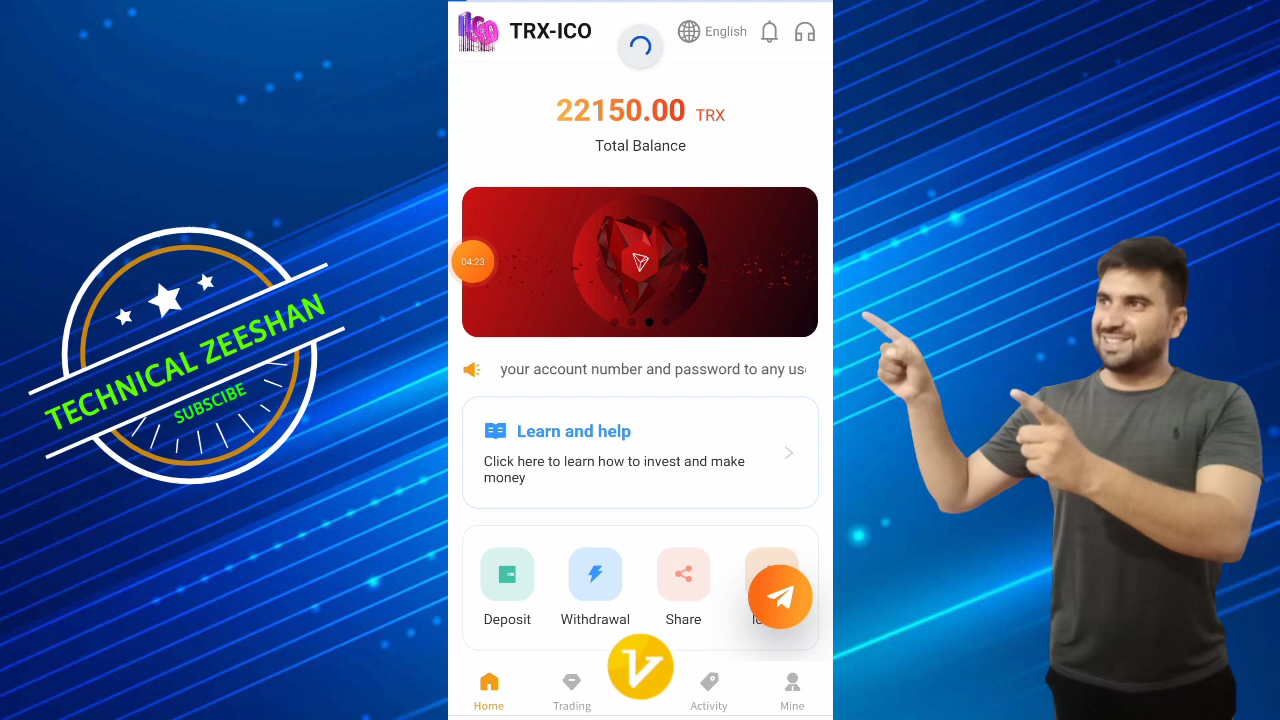 TECHNICAL ZEESHAN
SUBSCIBE
TRX-ICO
English
22150.00 TRX
Total Balance
04:23
your account number and password to any us
Learn and help
Click here to learn how to invest and make
money
Deposit
Withdrawal
Share
Home
Trading
Activity
Mine